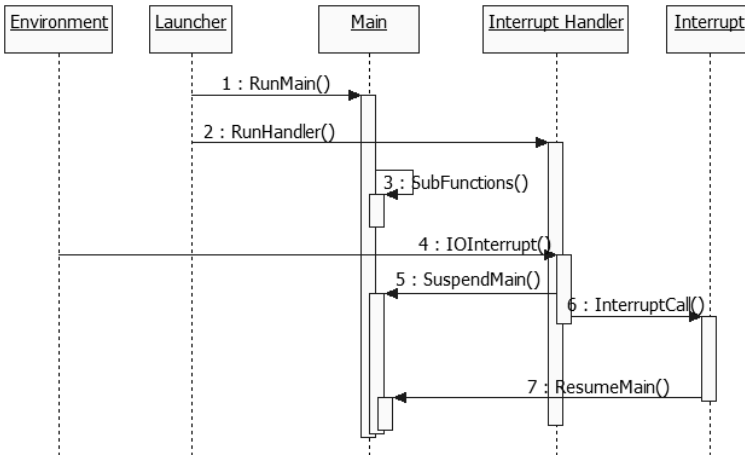 Environment
Launcher
Main
Interrupt Handler
Interrupt
1 : RunMain()
2 : RunHandler()
3 : SubFunctions()
4 : IOInterrupt()
5 : SuspendMain()
6 : InterruptCall()
7 : ResumeMain()